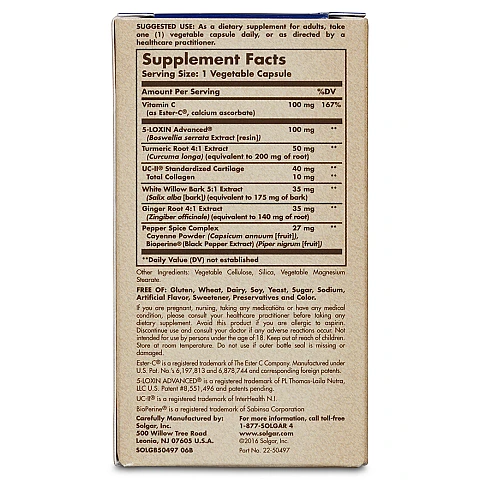 SUGGESTED USE: As a dietary supplement for adults, take
one (1) vegetable capsule daily, or as directed by a
healthcare practitioner.
Supplement Facts
Serving Size: 1 Vegetable Capsule
Amount Per Serving %DV
Vitamin C 100 mg 167%
(as Ester-C®, calcium ascorbate)
5-LOXIN Advanced® 100 mg **
(Boswellia serrata Extract [resin])
Turmeric Root 4:1 Extract 50 mg **
(Curcuma longa) (equivalent to 200 mg of root)
UC-II® Standardized Cartilage 40 mg **
Total Collagen 10 mg **
White Willow Bark 5:1 Extract 35 mg **
(Salix alba [bark]) (equivalent to 175 mg of bark)
Ginger Root 4:1 Extract 35 mg **
(Zingiber officinale) (equivalent to 140 mg of root)
Pepper Spice Complex 27 mg **
Cayenne Powder (Capsicum annuum [fruit]),
Bioperine® (Black Pepper Extract) (Piper nigrum [fruit])
**Daily Value (DV) not established
Other Ingredients: Vegetable Cellulose, Silica, Vegetable Magnesium
Stearate.
FREE OF: Gluten, Wheat, Dairy, Soy, Yeast, Sugar, Sodium,
Artificial Flavor, Sweetener, Preservatives and Color.
If you are pregnant, nursing, taking any medications or have any medical
condition, please consult your healthcare practitioner before taking any
dietary supplement. Avoid this product if you are allergic to aspirin.
Discontinue use and consult your doctor if any adverse reactions occur. Not
intended for use by persons under the age of 18. Keep out of reach of children.
Store at room temperature. Do not use if outer bottle seal is missing or
damaged.
Ester-C® is a registered trademark of The Ester C Company. Manufactured under
U.S. Pat. No.'s 6,197,813 and 6,878,744 and corresponding foreign patents.
5-LOXIN ADVANCED® is a registered trademark of PL Thomas-Laila Nutra,
LLC U.S. Patent #8,551,496 and patents pending.
UC-II® is a registered trademark of InterHealth N.I.
BioPerine® is a registered trademark of Sabinsa Corporation
Carefully Manufactured by: For more information, call toll-free
Solgar, Inc. 1-877-SOLGAR 4
500 Willow Tree Road www.solgar.com
Leonia, NJ 07605 U.S.A. ©2016 Solgar, Inc.
SOLGB50497 06B Part No. 22-50497